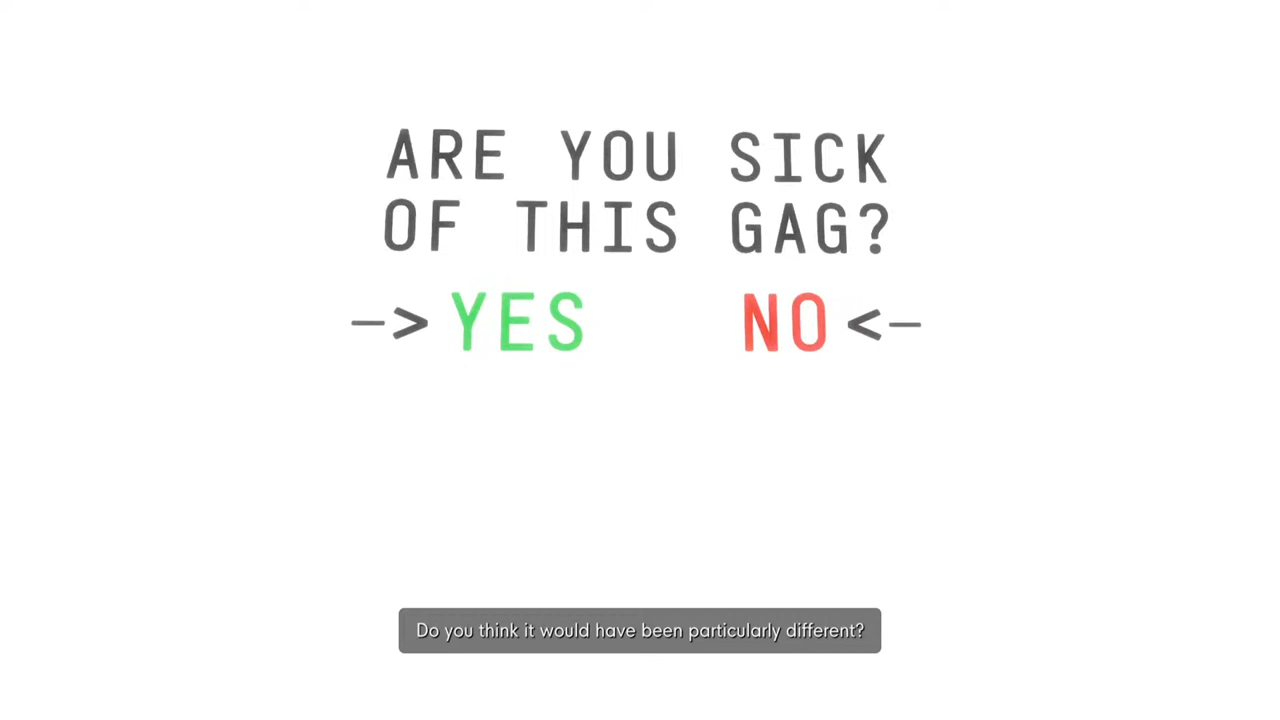 ARE YOU SICK
OF THIS GAG?
—> YES NO <—
Do you think it would have been particularly different?